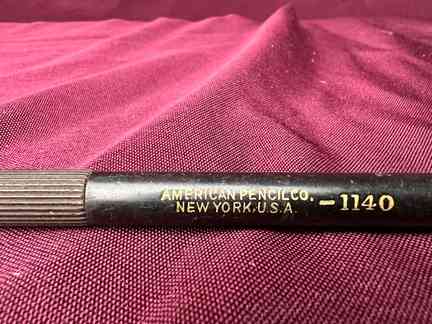 AMERICAN PENCIL CO.
NEW YORK, U.S.A.
-1140